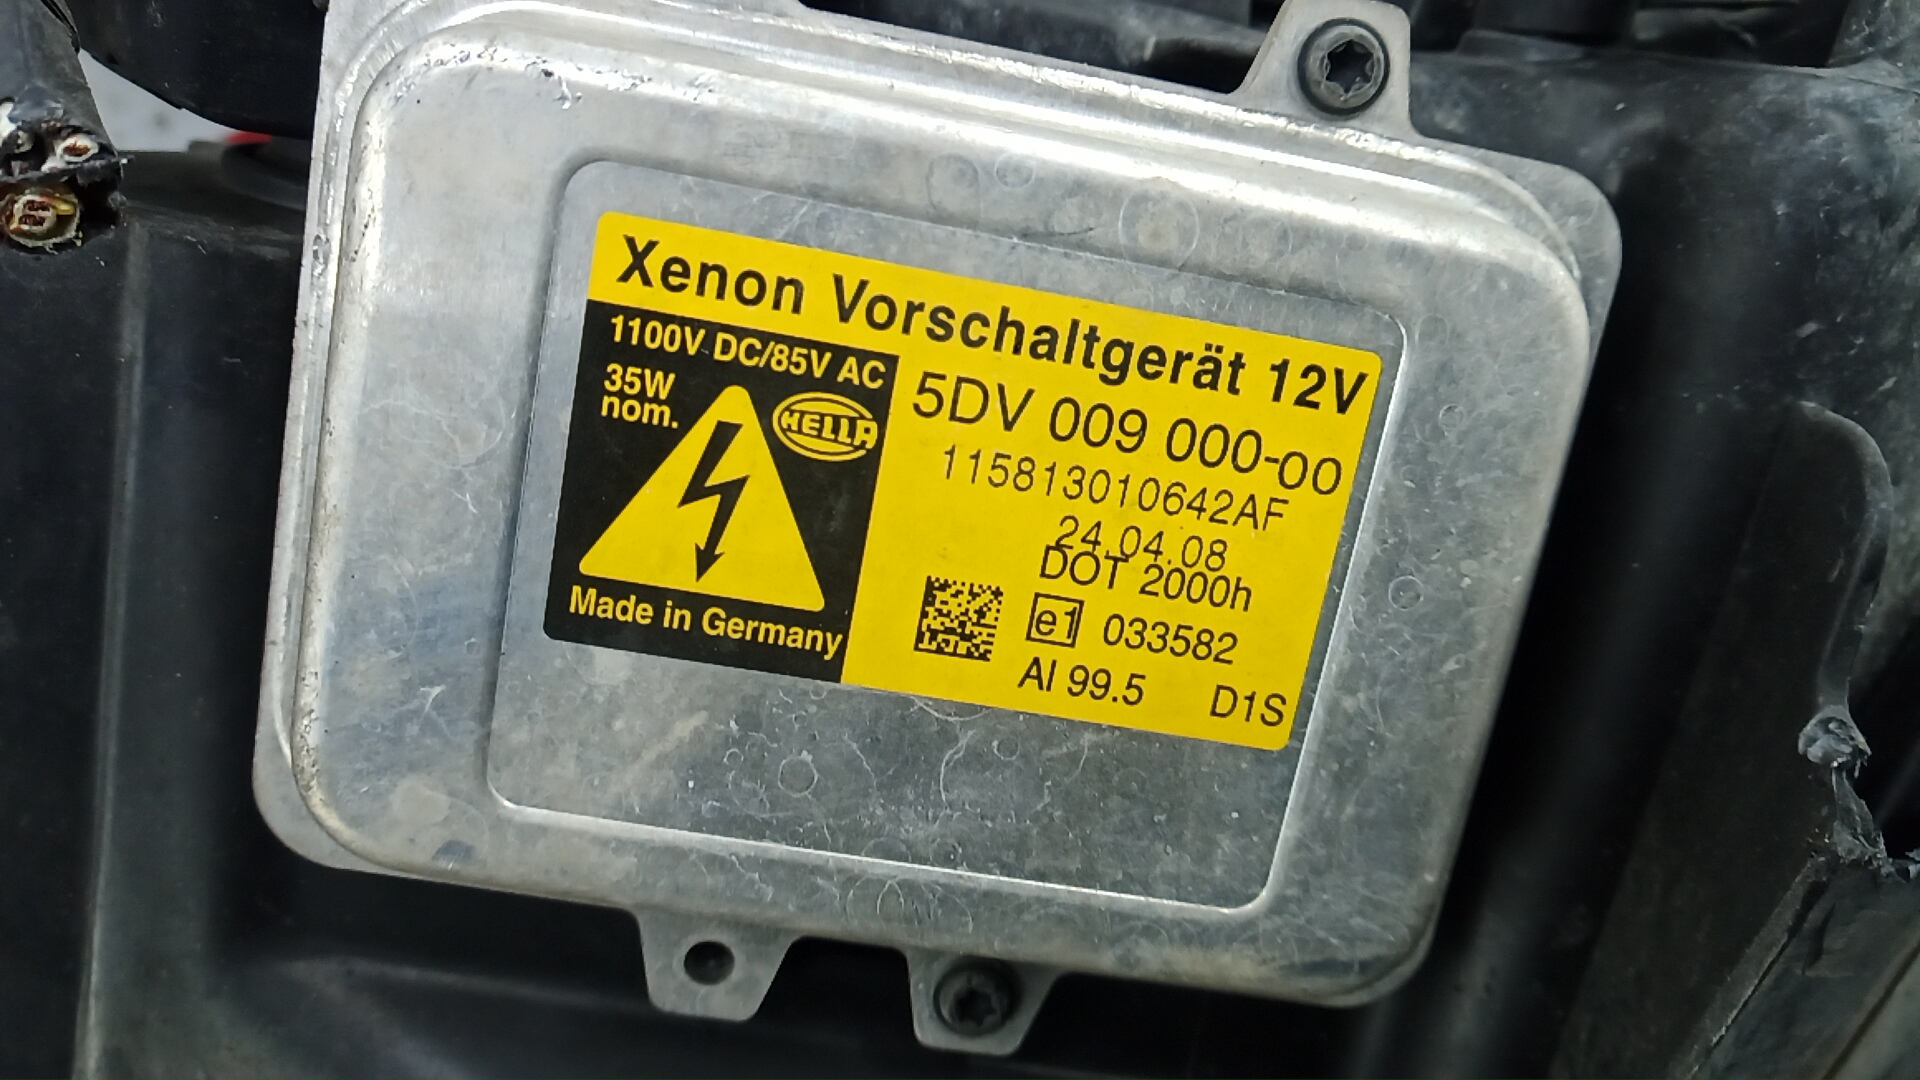 Xenon Vorschaltgerät 12V
1100V DC/85V AC
35W
nom.
HELLA
Made in Germany
5DV 009 000-00
115813010642AF
24.04.08
DOT 2000h
e1 033582
Al 99.5 D1S